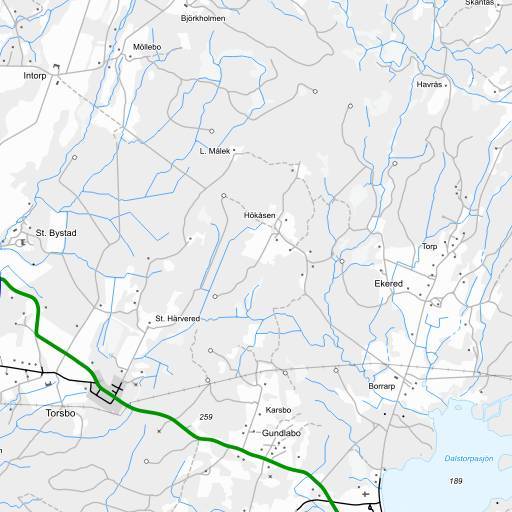 Skäntås
Björkholmen
Möllebo
Intorp
Havrås
L. Målek
Hökåsen
St. Bystad
Torp
Ekered
St. Härvered
Borrarp
Karsbo
Torsbo
259
Gundlabo
Dalstorpasjön
189